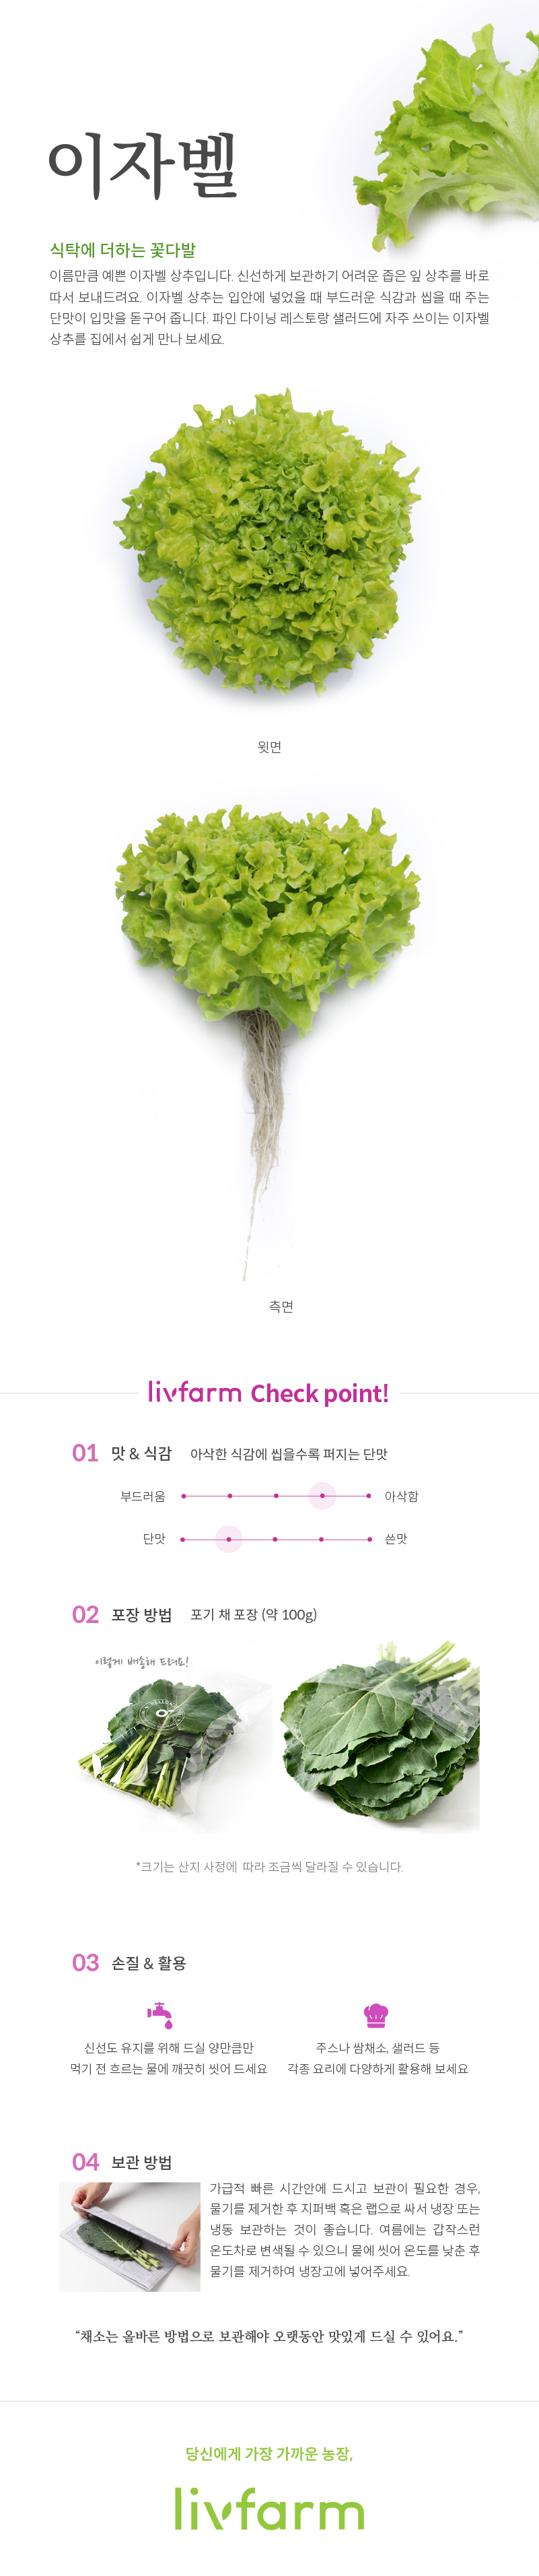 이자벨
식탁에 더하는 꽃다발
이름만큼 예쁜 이자벨 상추입니다. 신선하게 보관하기 어려운 좁은 잎 상추를 바로
따서 보내드려요. 이자벨 상추는 입안에 넣었을 때 부드러운 식감과 씹을 때 주는
단맛이 입맛을 돋구어 줍니다. 파인 다이닝 레스토랑 샐러드에 자주 쓰이는 이자벨
상추를 집에서 쉽게 만나 보세요.
윗면
측면
livfarm Check point!
01 맛 & 식감 아삭한 식감에 씹을수록 퍼지는 단맛
부드러움 아삭함
단맛 쓴맛
02 포장 방법 포기 채 포장 (약 100g)
이렇게 배송해 드려요!
*크기는 산지 사정에 따라 조금씩 달라질 수 있습니다.
03 손질 & 활용
신선도 유지를 위해 드실 양만큼만
먹기 전 흐르는 물에 깨끗히 씻어 드세요
주스나 쌈채소, 샐러드 등
각종 요리에 다양하게 활용해 보세요
04 보관 방법
가급적 빠른 시간안에 드시고 보관이 필요한 경우,
물기를 제거한 후 지퍼백 혹은 랩으로 싸서 냉장 또는
냉동 보관하는 것이 좋습니다. 여름에는 갑작스런
온도차로 변색될 수 있으니 물에 씻어 온도를 낮춘 후
물기를 제거하여 냉장고에 넣어주세요.
“채소는 올바른 방법으로 보관해야 오랫동안 맛있게 드실 수 있어요.”
당신에게 가장 가까운 농장,
livfarm